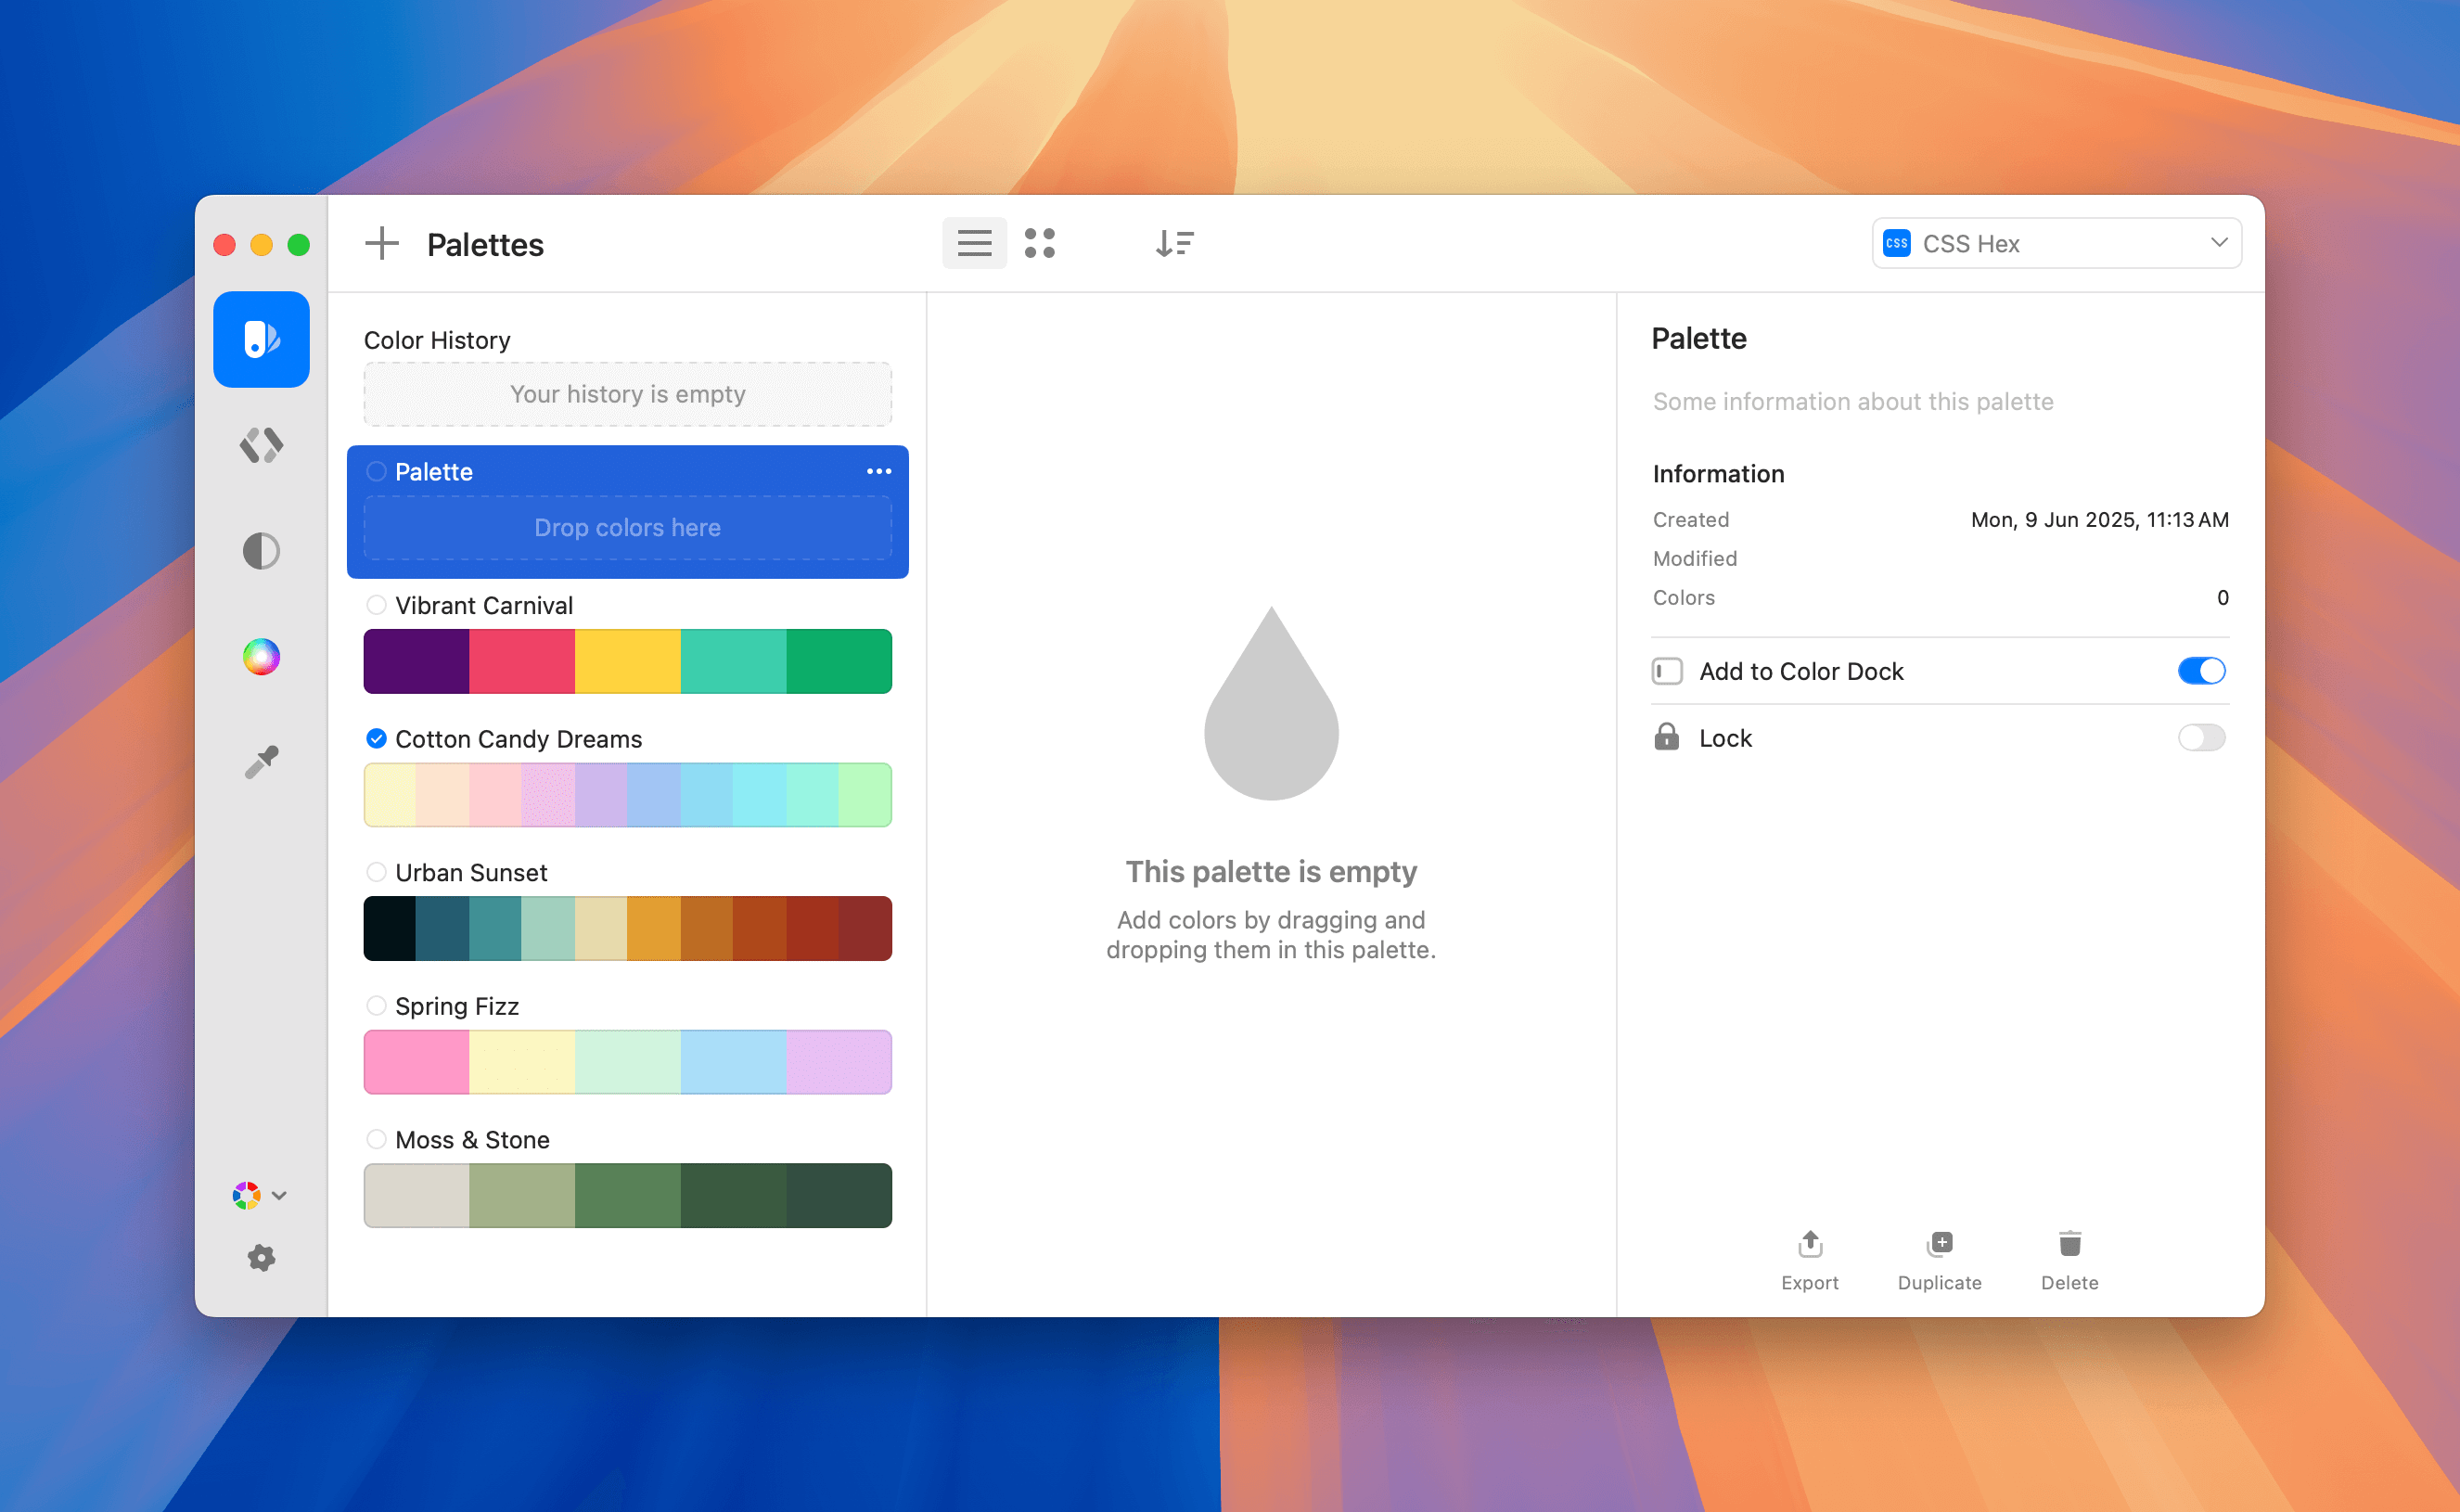 Palettes
CSS
CSS Hex
Color History
Your history is empty
Palette
Drop colors here
Vibrant Carnival
Cotton Candy Dreams
Urban Sunset
Spring Fizz
Moss & Stone
This palette is empty
Add colors by dragging and
dropping them in this palette.
Palette
Some information about this palette
Information
Created Mon, 9 Jun 2025, 11:13 AM
Modified
Colors 0
Add to Color Dock
Lock
Export Duplicate Delete